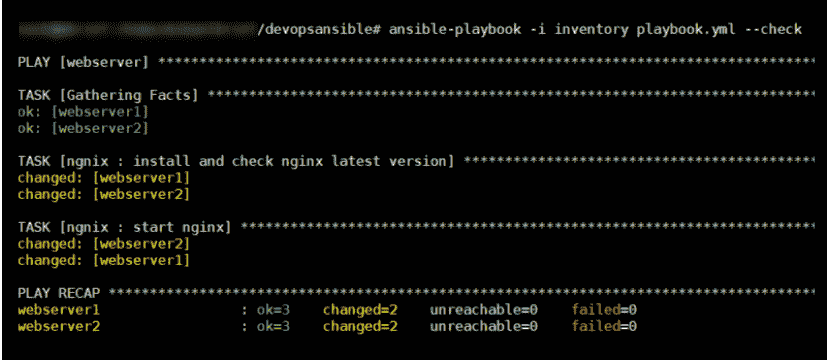 /devopsansible# ansible-playbook -i inventory playbook.yml --check
PLAY [webserver] ********************************************************************************
TASK [Gathering Facts] **************************************************************************
ok: [webserver1]
ok: [webserver2]
TASK [ngnix : install and check nginx latest version] *******************************************
changed: [webserver1]
changed: [webserver2]
TASK [ngnix : start nginx] **********************************************************************
changed: [webserver2]
changed: [webserver1]
PLAY RECAP **************************************************************************************
webserver1 : ok=3 changed=2 unreachable=0 failed=0
webserver2 : ok=3 changed=2 unreachable=0 failed=0